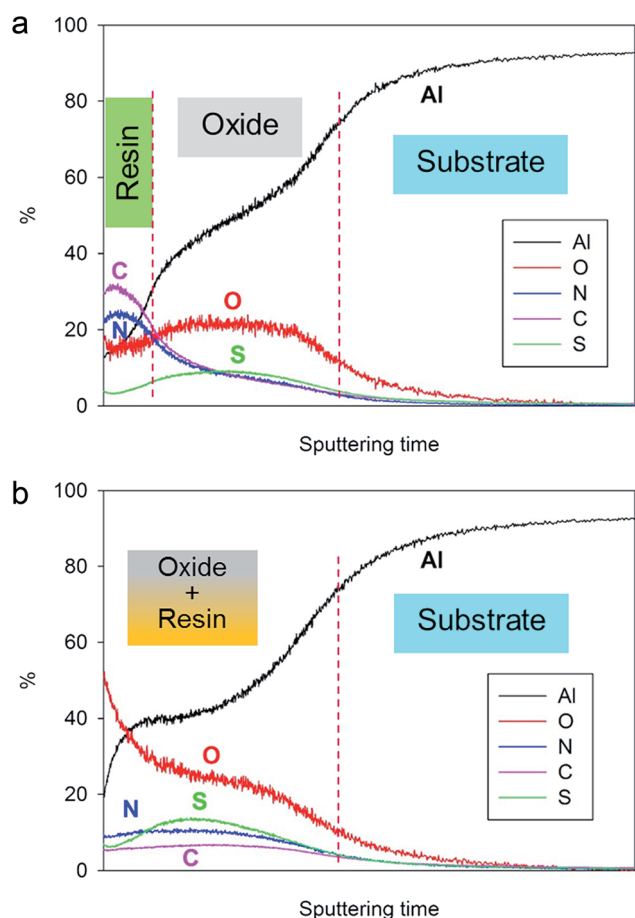 a
100
80
60
40
20
0
%
Resin
Oxide
Substrate
Al
C
N
O
S
Al
O
N
C
S
Sputtering time
b
100
80
60
40
20
0
%
Oxide
+
Resin
Substrate
Al
O
N
S
C
Al
O
N
C
S
Sputtering time